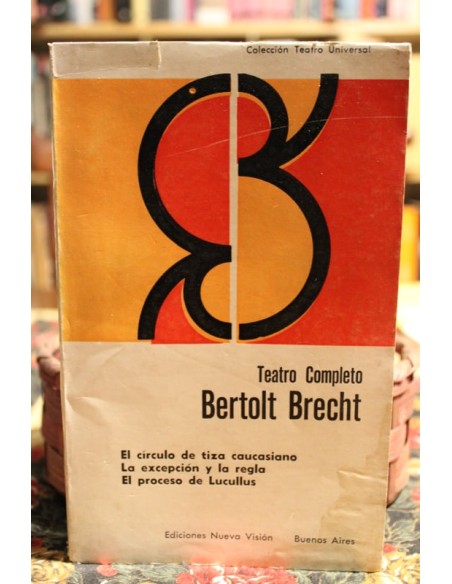 Colección Teatro Universal
Teatro Completo
Bertolt Brecht
El círculo de tiza caucasiano
La excepción y la regla
El proceso de Lucullus
Ediciones Nueva Visión Buenos Aires